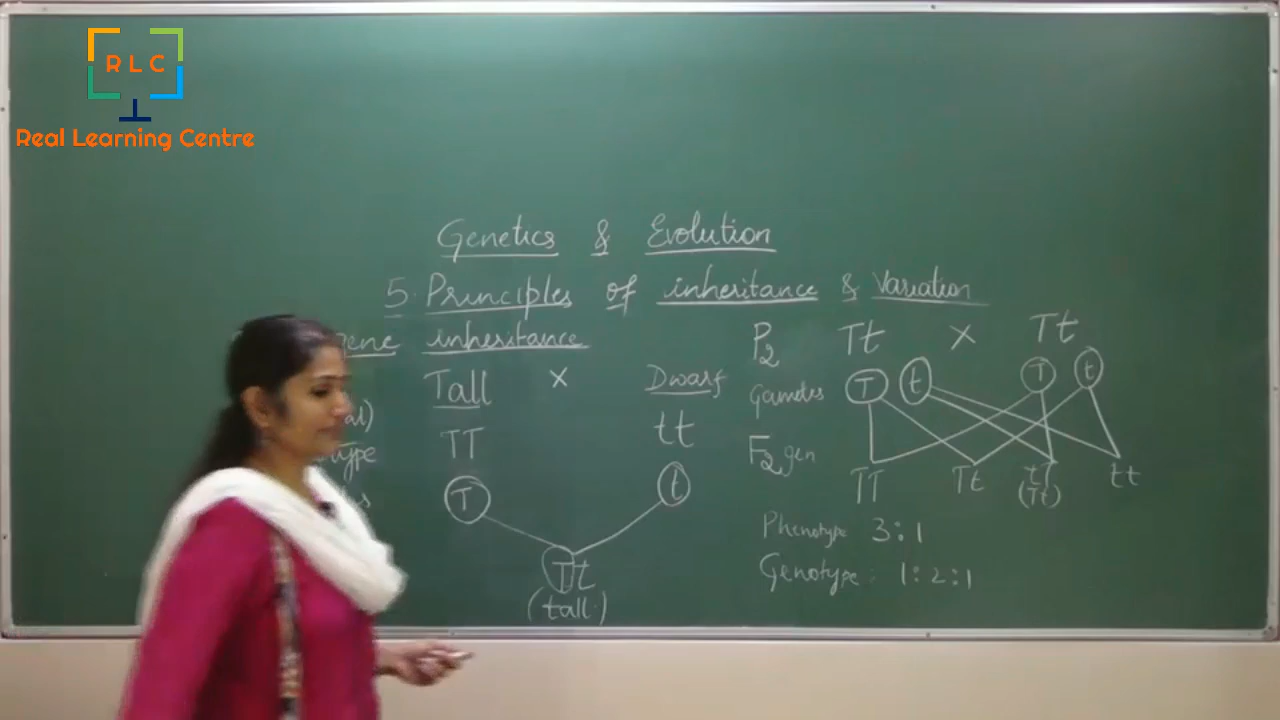 RLC
Real Learning Centre
Genetics & Evolution
5. Principles of inheritance & Variation
gene inheritance
Tall × Dwarf
TT tt
T t
Tt
(tall)
P2 Tt × Tt
Gametes T t T t
F2 gen TT Tt tT tt
(Tt)
Phenotype 3:1
Genotype: 1:2:1